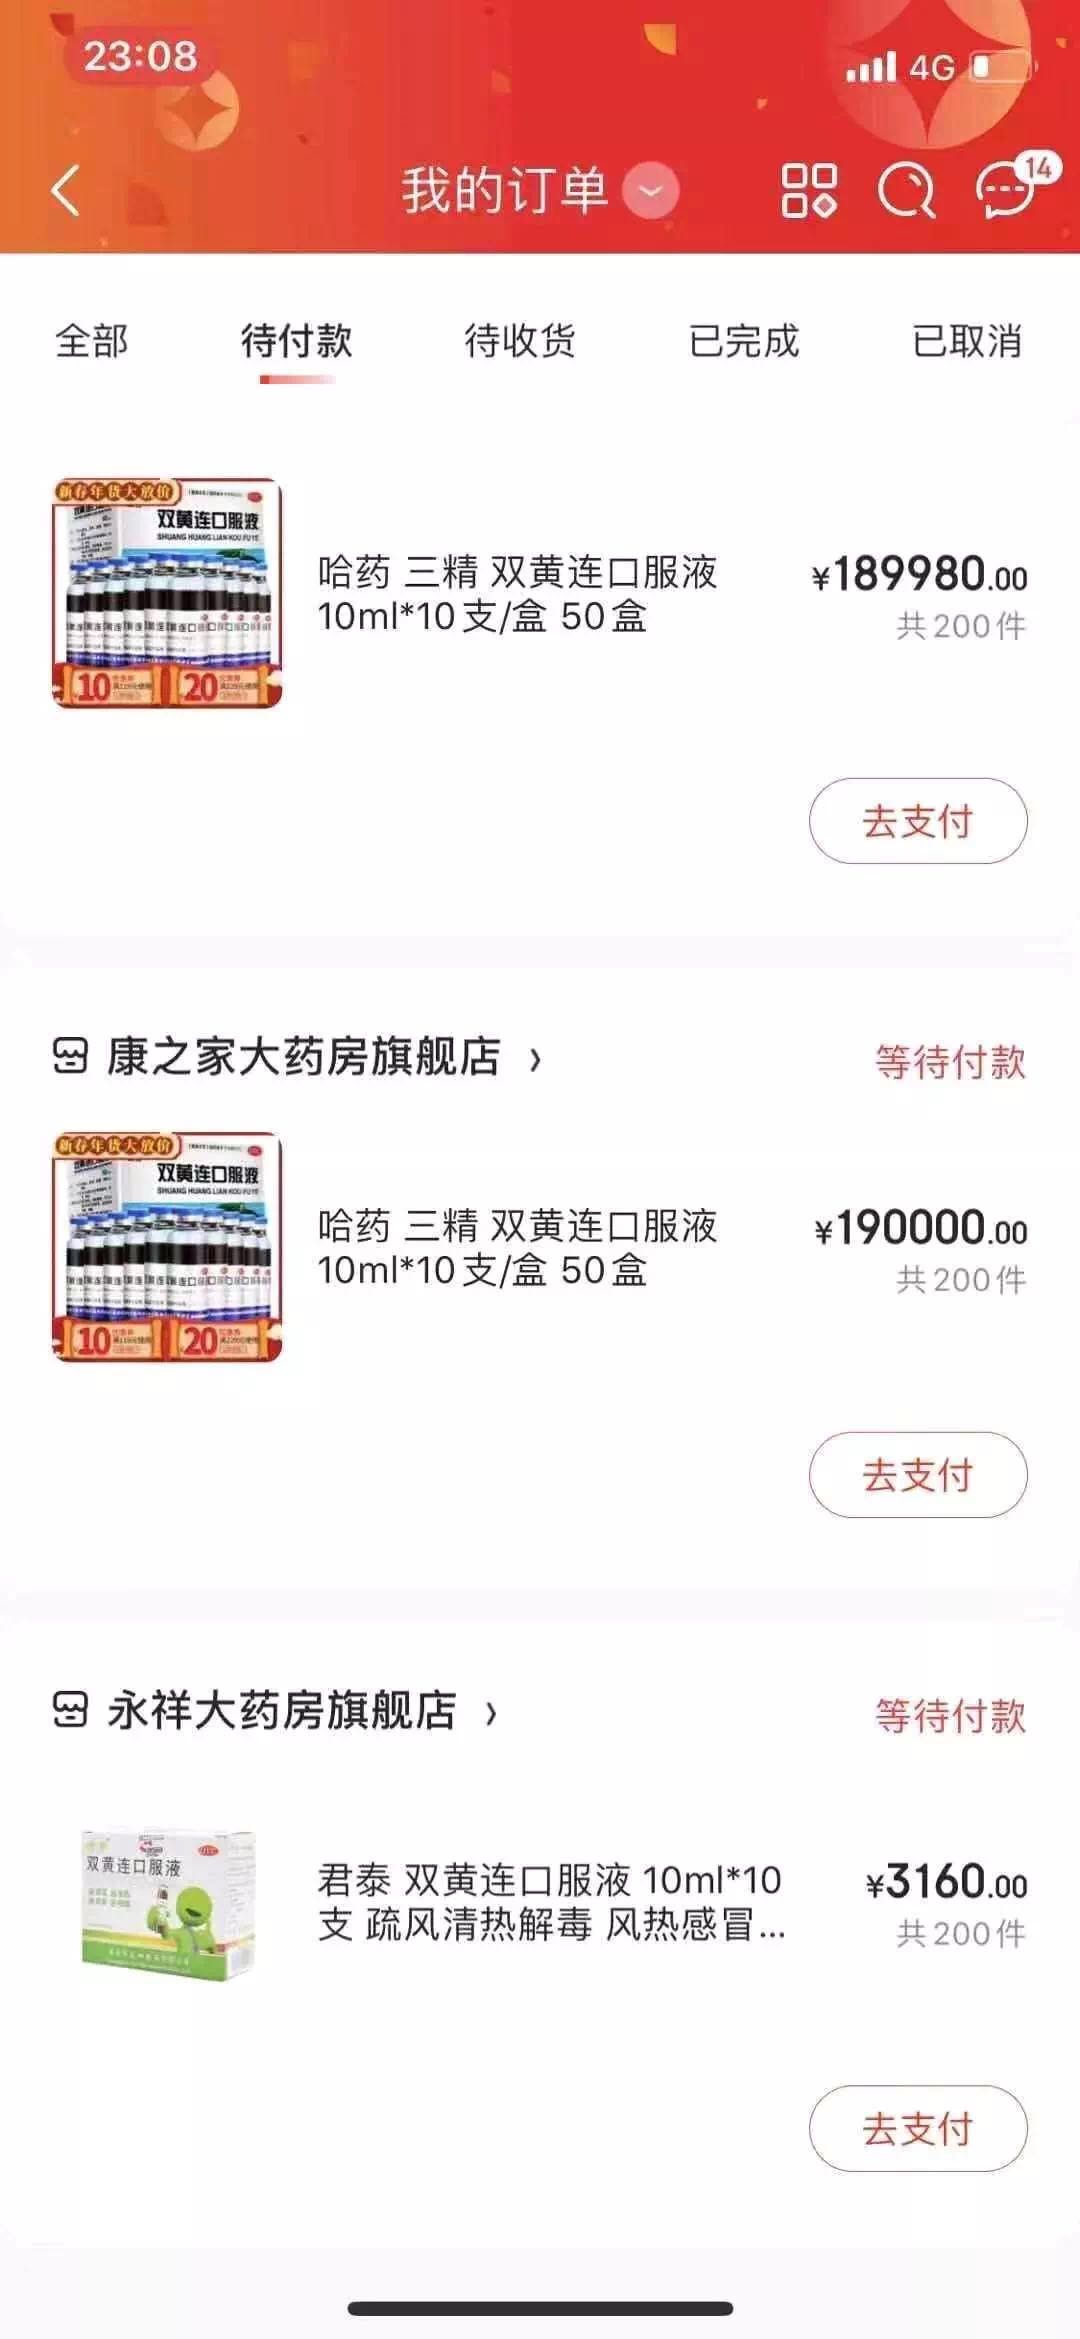 23:08
4G
我的订单
14
全部 待付款 待收货 已完成 已取消
新春年货大放价
双黄连口服液
SHUANG HUANG LIAN KOU FU YE
10
20
哈药 三精 双黄连口服液
10ml*10支/盒 50盒
¥189980.00
共200件
去支付
康之家大药房旗舰店 ›
等待付款
新春年货大放价
双黄连口服液
SHUANG HUANG LIAN KOU FU YE
10
20
哈药 三精 双黄连口服液
10ml*10支/盒 50盒
¥190000.00
共200件
去支付
永祥大药房旗舰店 ›
等待付款
双黄连口服液
君泰 双黄连口服液 10ml*10
支 疏风清热解毒 风热感冒...
¥3160.00
共200件
去支付